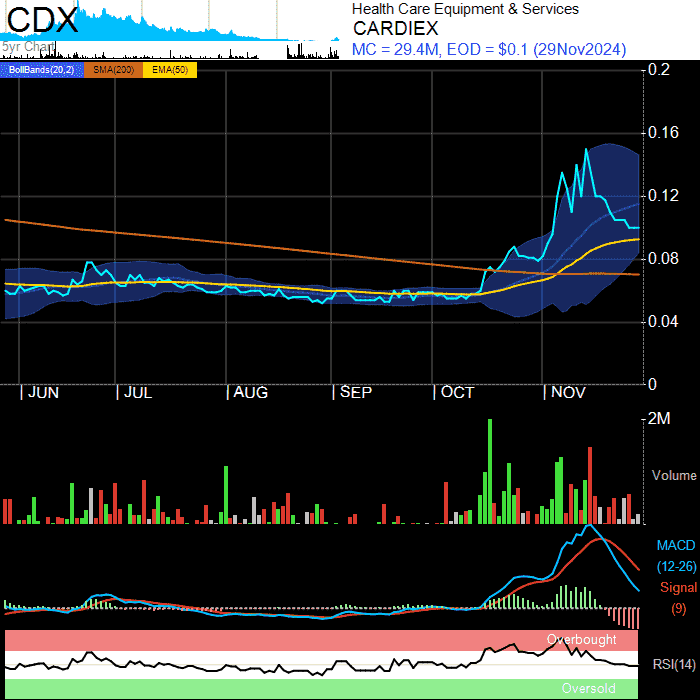 CDX
Health Care Equipment & Services
CARDIEX
5yr Chart
MC = 29.4M, EOD = $0.1 (29Nov2024)
BollBands(20,2) SMA(200) EMA(50)
0.2
0.16
0.12
0.08
0.04
0
JUN JUL AUG SEP OCT NOV
2M
Volume
MACD
(12-26)
Signal
(9)
Overbought
RSI(14)
Oversold